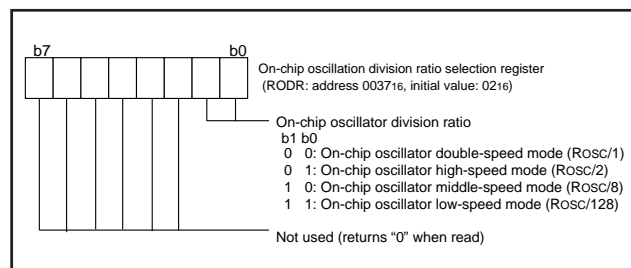 b7 b0
On-chip oscillation division ratio selection register
(RODR: address 003716, initial value: 0216)
On-chip oscillator division ratio
b1 b0
0 0: On-chip oscillator double-speed mode (ROSC/1)
0 1: On-chip oscillator high-speed mode (ROSC/2)
1 0: On-chip oscillator middle-speed mode (ROSC/8)
1 1: On-chip oscillator low-speed mode (ROSC/128)
Not used (returns “0” when read)